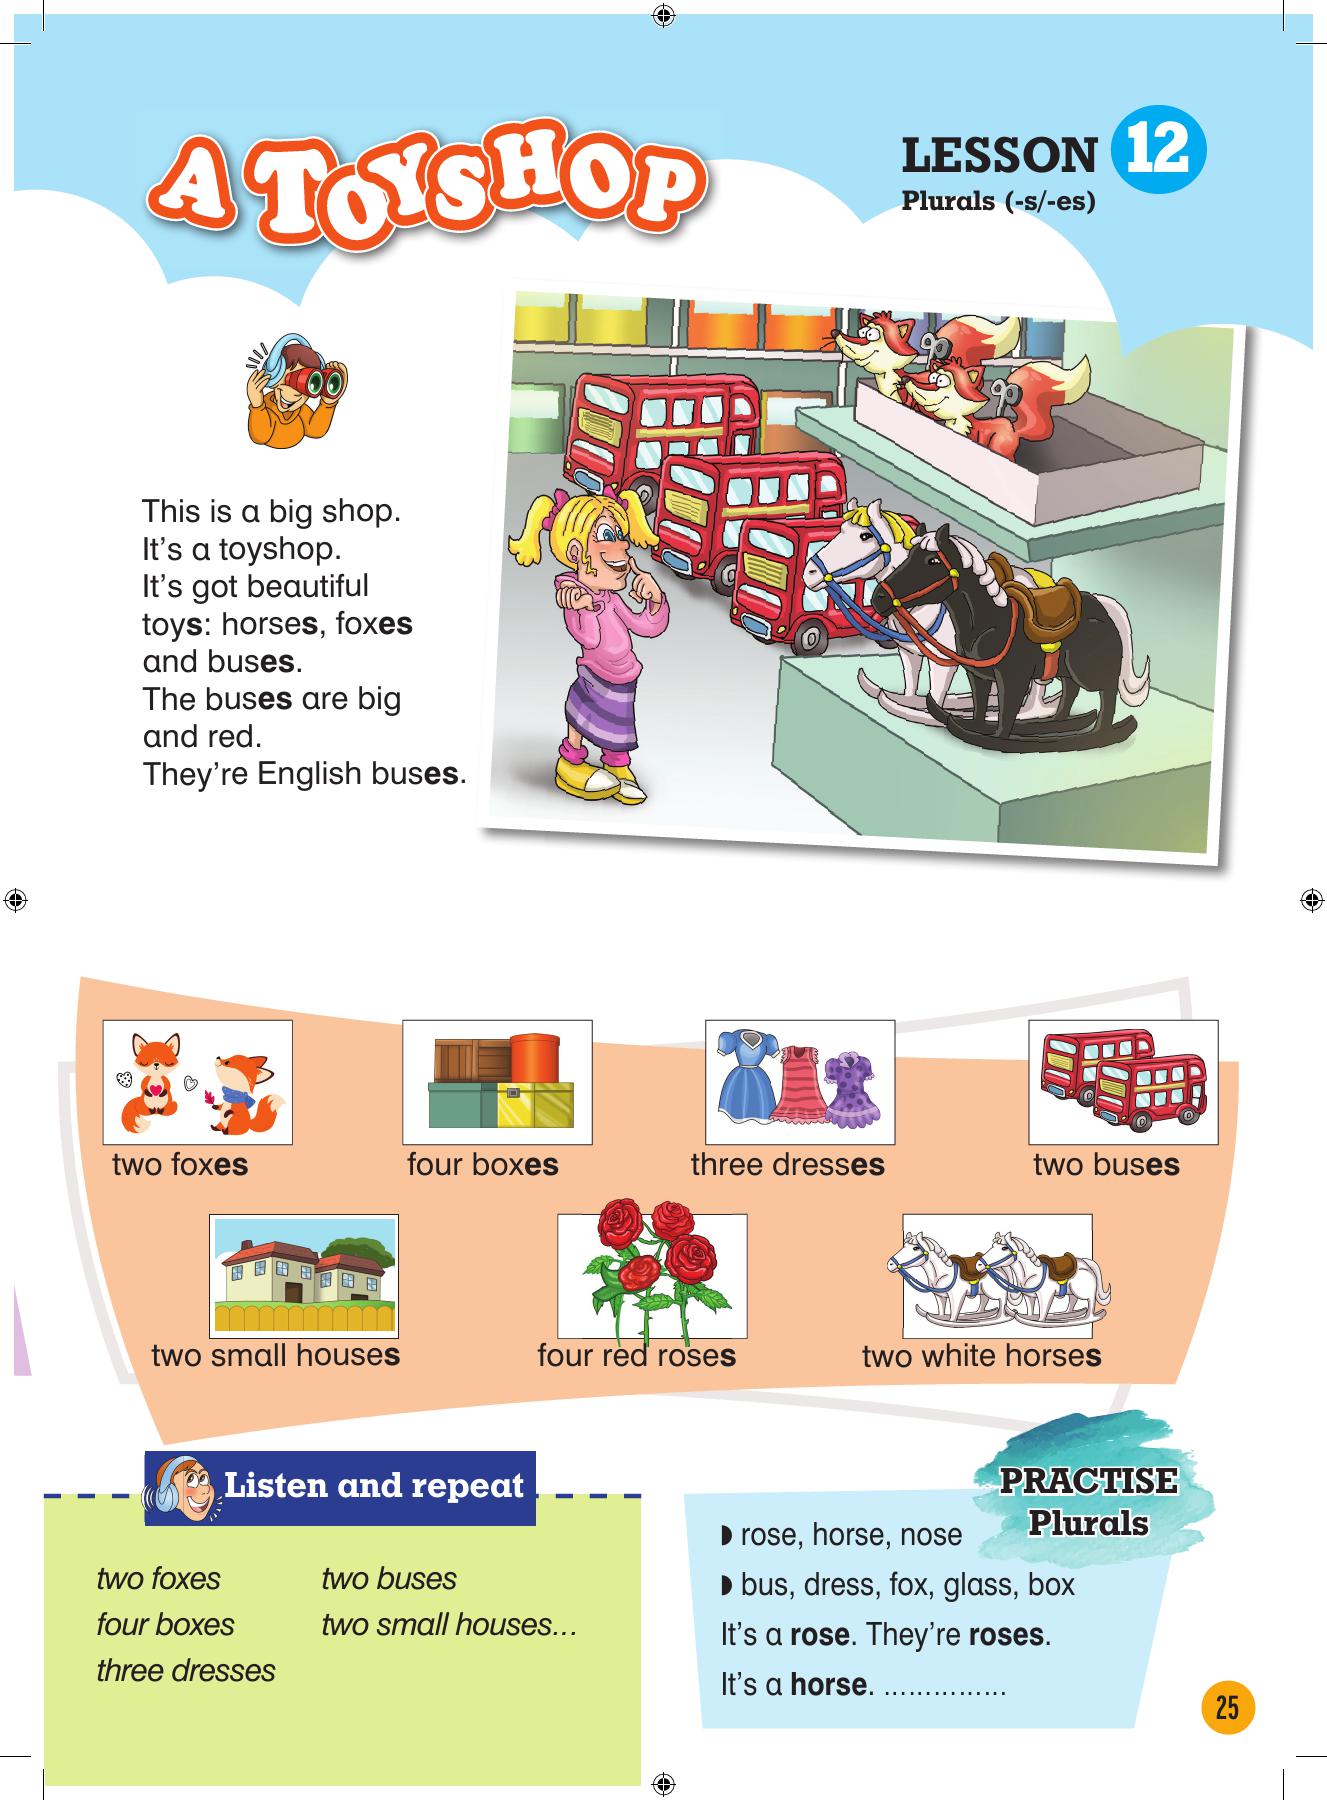 A TOYSHOP
LESSON 12
Plurals (-s/-es)
This is a big shop.
It's a toyshop.
It's got beautiful
toys: horses, foxes
and buses.
The buses are big
and red.
They're English buses.
two foxes
four boxes
three dresses
two buses
two small houses
four red roses
two white horses
Listen and repeat
two foxes
four boxes
three dresses
two buses
two small houses...
PRACTISE
Plurals
◗ rose, horse, nose
◗ bus, dress, fox, glass, box
It's a rose. They're roses.
It's a horse. ...............
25